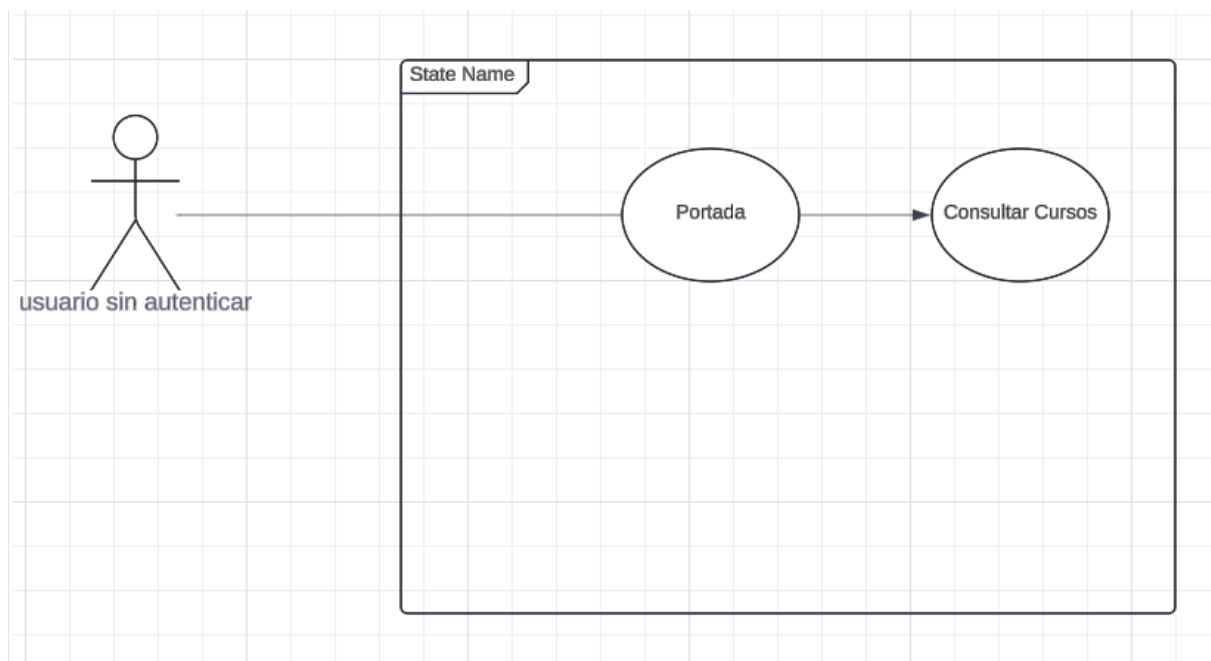 State Name
Portada
Consultar Cursos
usuario sin autenticar